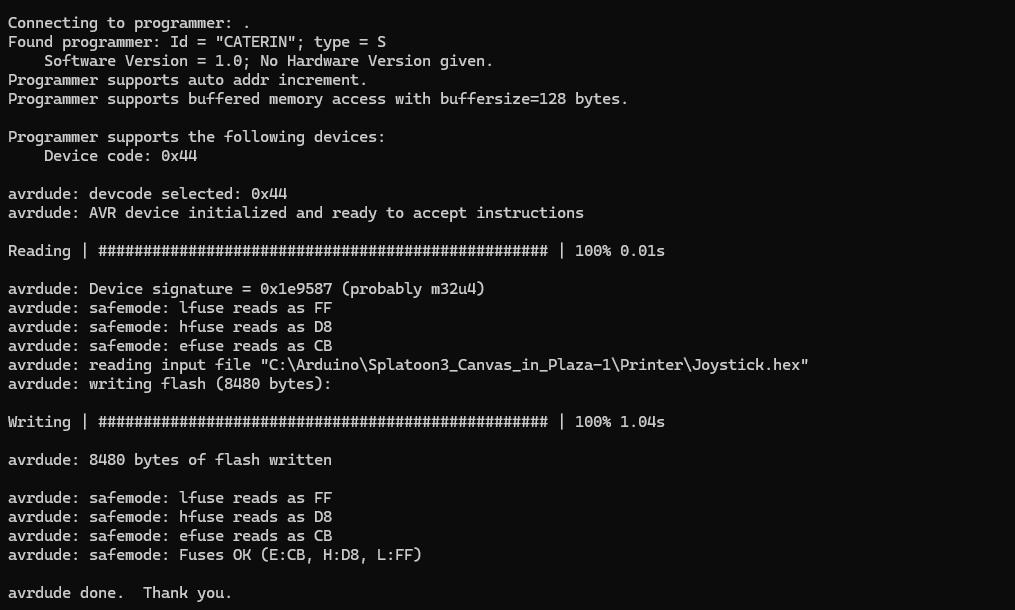 Connecting to programmer: .
Found programmer: Id = "CATERIN"; type = S
    Software Version = 1.0; No Hardware Version given.
Programmer supports auto addr increment.
Programmer supports buffered memory access with buffersize=128 bytes.

Programmer supports the following devices:
    Device code: 0x44

avrdude: devcode selected: 0x44
avrdude: AVR device initialized and ready to accept instructions

Reading | ################################################## | 100% 0.01s

avrdude: Device signature = 0x1e9587 (probably m32u4)
avrdude: safemode: lfuse reads as FF
avrdude: safemode: hfuse reads as D8
avrdude: safemode: efuse reads as CB
avrdude: reading input file "C:\Arduino\Splatoon3_Canvas_in_Plaza-1\Printer\Joystick.hex"
avrdude: writing flash (8480 bytes):

Writing | ################################################## | 100% 1.04s

avrdude: 8480 bytes of flash written

avrdude: safemode: lfuse reads as FF
avrdude: safemode: hfuse reads as D8
avrdude: safemode: efuse reads as CB
avrdude: safemode: Fuses OK (E:CB, H:D8, L:FF)

avrdude done.  Thank you.